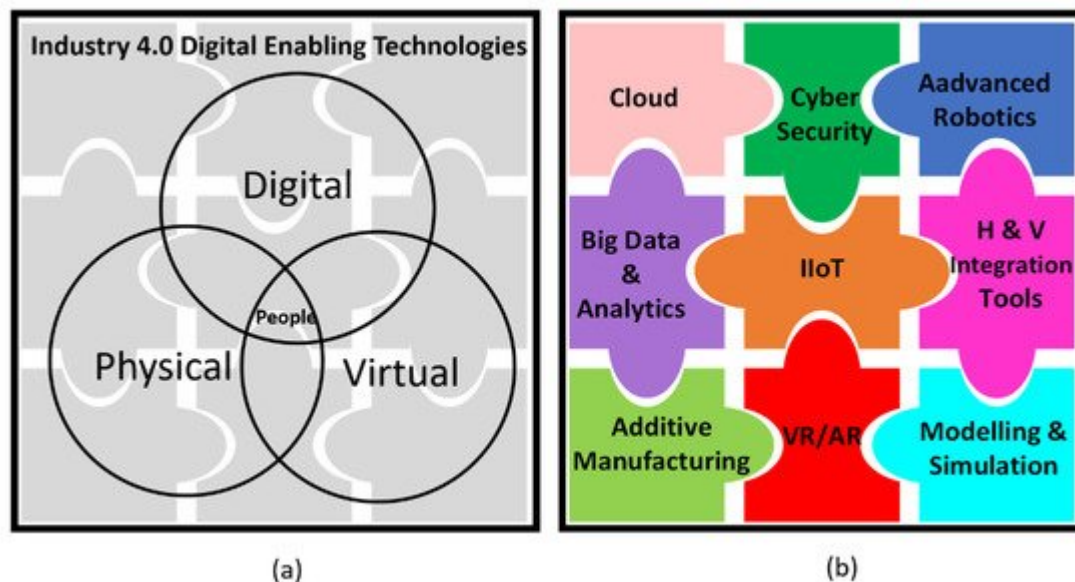 Industry 4.0 Digital Enabling Technologies
Digital
People
Physical
Virtual
(a)
Cloud
Cyber
Security
Aadvanced
Robotics
Big Data
&
Analytics
IIoT
H & V
Integration
Tools
Additive
Manufacturing
VR/AR
Modelling &
Simulation
(b)